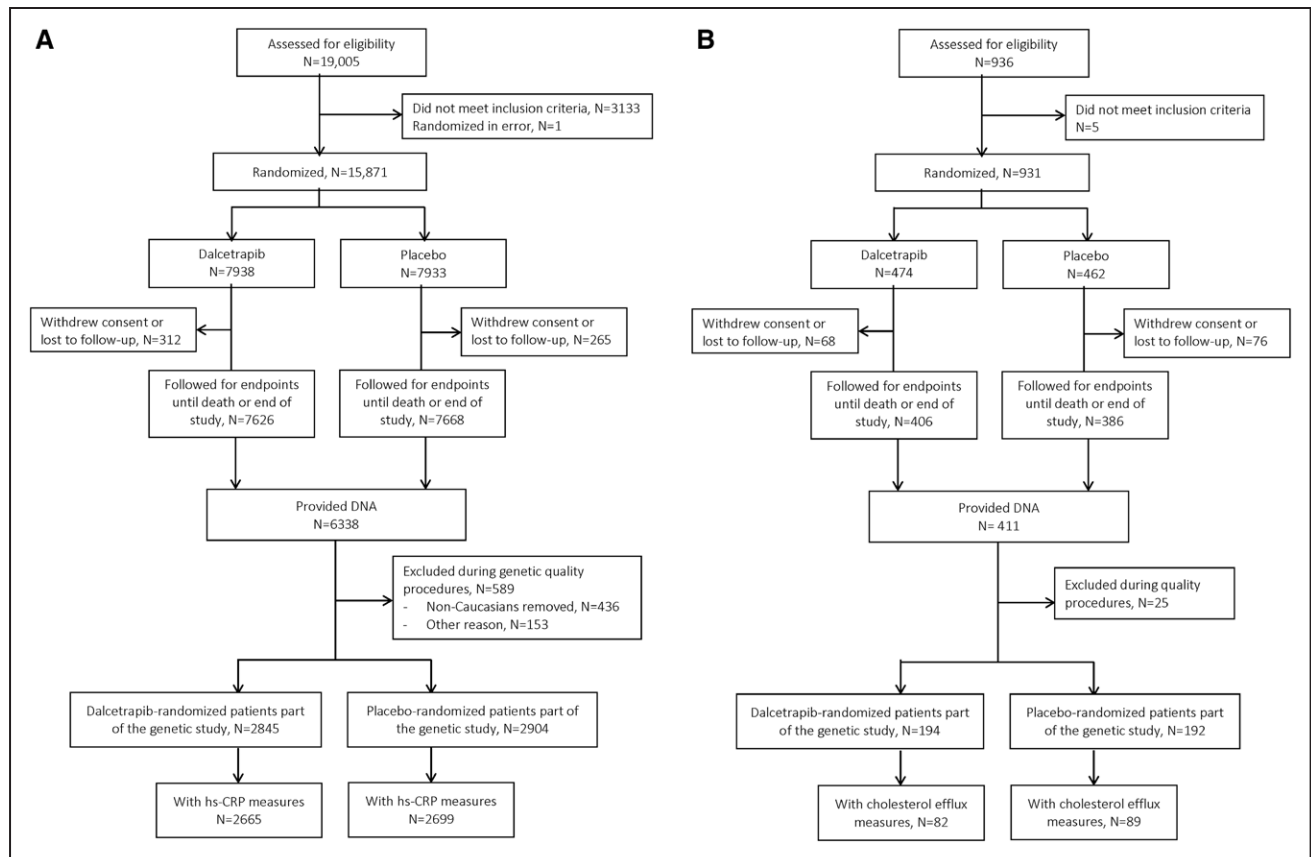 A
Assessed for eligibility
N=19,005
Did not meet inclusion criteria, N=3133
Randomized in error, N=1
Randomized, N=15,871
Dalcetrapib
N=7938
Placebo
N=7933
Withdrew consent or
lost to follow-up, N=312
Withdrew consent or
lost to follow-up, N=265
Followed for endpoints
until death or end of
study, N=7626
Followed for endpoints
until death or end of
study, N=7668
Provided DNA
N=6338
Excluded during genetic quality
procedures, N=589
- Non-Caucasians removed, N=436
- Other reason, N=153
Dalcetrapib-randomized patients part
of the genetic study, N=2845
Placebo-randomized patients part of
the genetic study, N=2904
With hs-CRP measures
N=2665
With hs-CRP measures
N=2699
B
Assessed for eligibility
N=936
Did not meet inclusion criteria
N=5
Randomized, N=931
Dalcetrapib
N=474
Placebo
N=462
Withdrew consent or
lost to follow-up, N=68
Withdrew consent or
lost to follow-up, N=76
Followed for endpoints
until death or end of
study, N=406
Followed for endpoints
until death or end of
study, N=386
Provided DNA
N= 411
Excluded during quality
procedures, N=25
Dalcetrapib-randomized patients part
of the genetic study, N=194
Placebo-randomized patients part
of the genetic study, N=192
With cholesterol efflux
measures, N=82
With cholesterol efflux
measures, N=89